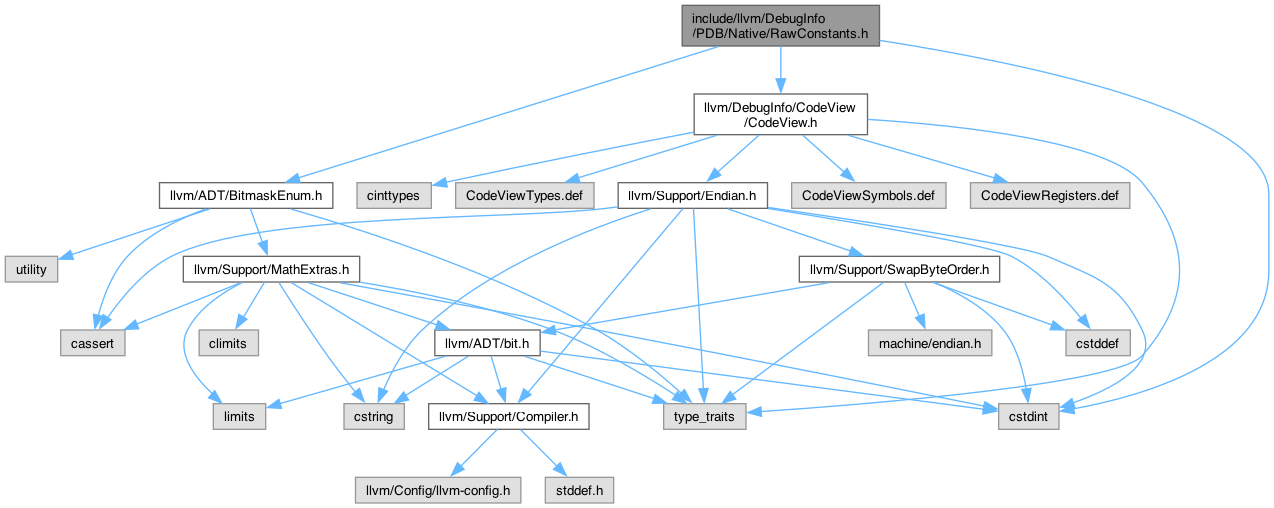 include/llvm/DebugInfo
/PDB/Native/RawConstants.h
llvm/DebugInfo/CodeView
/CodeView.h
llvm/ADT/BitmaskEnum.h
cinttypes
CodeViewTypes.def
llvm/Support/Endian.h
CodeViewSymbols.def
CodeViewRegisters.def
utility
llvm/Support/MathExtras.h
llvm/Support/SwapByteOrder.h
cassert
climits
llvm/ADT/bit.h
machine/endian.h
cstddef
limits
cstring
llvm/Support/Compiler.h
type_traits
cstdint
llvm/Config/llvm-config.h
stddef.h